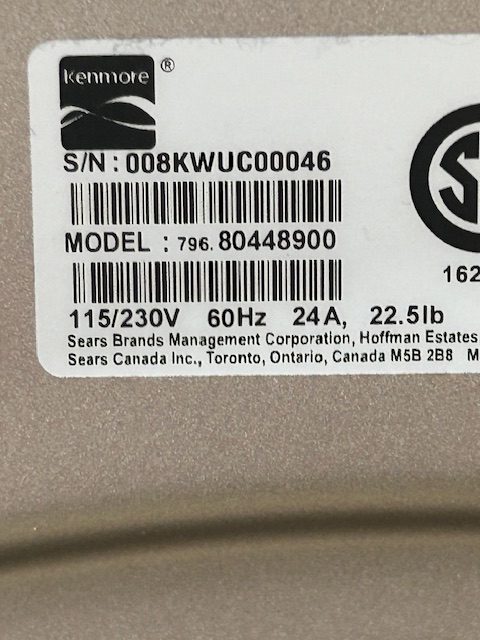 Kenmore ®
S/N : 008KWUC00046
MODEL : 796. 80448900
115/230V 60Hz 24A, 22.5lb
Sears Brands Management Corporation, Hoffman Estates
Sears Canada Inc., Toronto, Ontario, Canada M5B 2B8 M
162